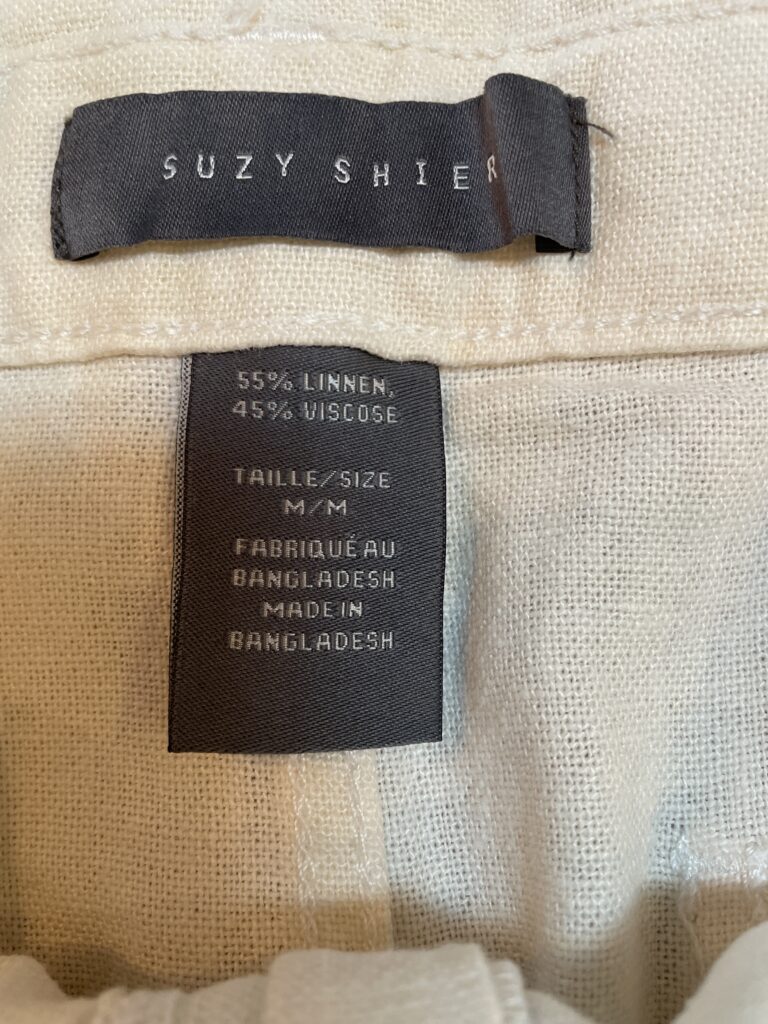 SUZY SHIER
55% LINNEN,
45% VISCOSE
TAILLE/SIZE
M/M
FABRIQUÉ AU
BANGLADESH
MADE IN
BANGLADESH